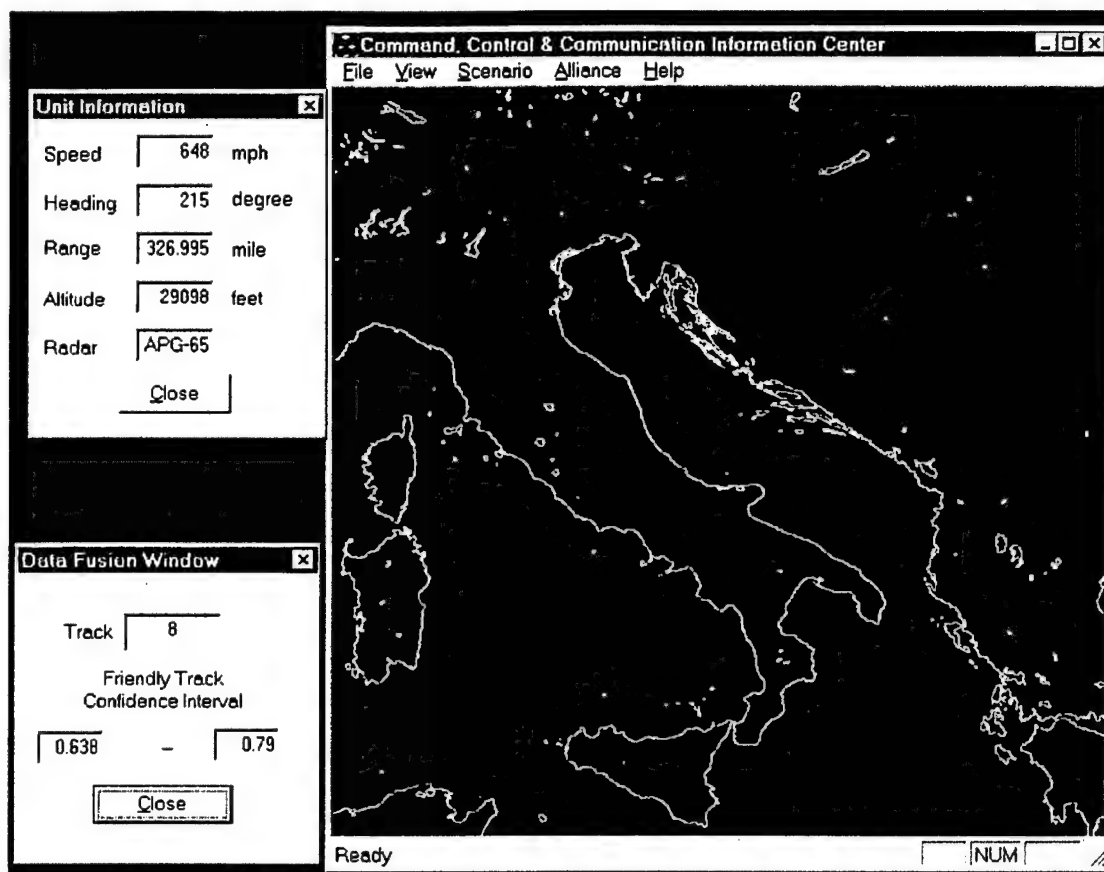 Command, Control & Communication Information Center
File View Scenario Alliance Help
Unit Information
Speed 648 mph
Heading 215 degree
Range 326.995 mile
Altitude 29098 feet
Radar APG-65
Close
Data Fusion Window
Track 8
Friendly Track
Confidence Interval
0.638 – 0.79
Close
Ready NUM